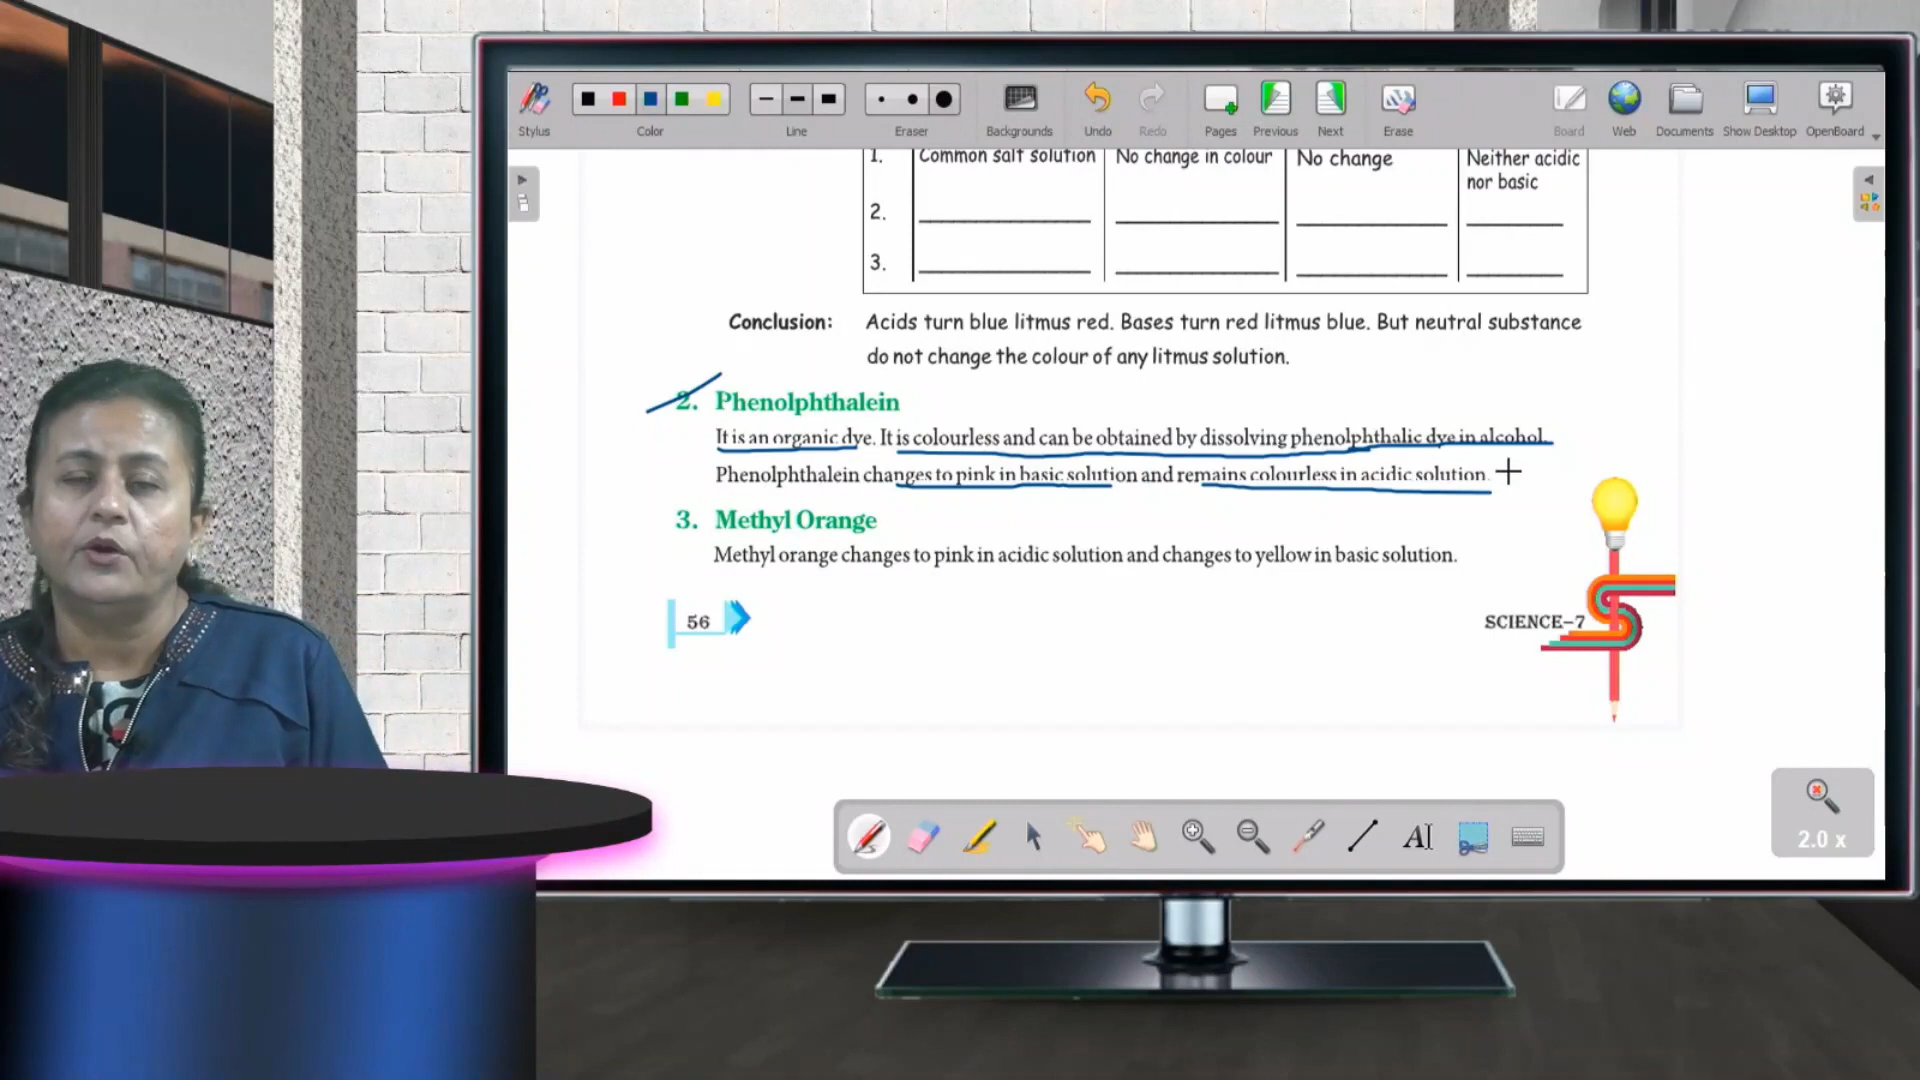 Stylus
Color
Line
Eraser
Backgrounds
Undo
Redo
Pages
Previous
Next
Erase
Board
Web
Documents
Show Desktop
OpenBoard
1. Common salt solution No change in colour No change Neither acidic
nor basic
2.
3.
Conclusion: Acids turn blue litmus red. Bases turn red litmus blue. But neutral substance
do not change the colour of any litmus solution.
2. Phenolphthalein
It is an organic dye. It is colourless and can be obtained by dissolving phenolphthalic dye in alcohol.
Phenolphthalein changes to pink in basic solution and remains colourless in acidic solution.
3. Methyl Orange
Methyl orange changes to pink in acidic solution and changes to yellow in basic solution.
56
SCIENCE–7
AI
2.0 x